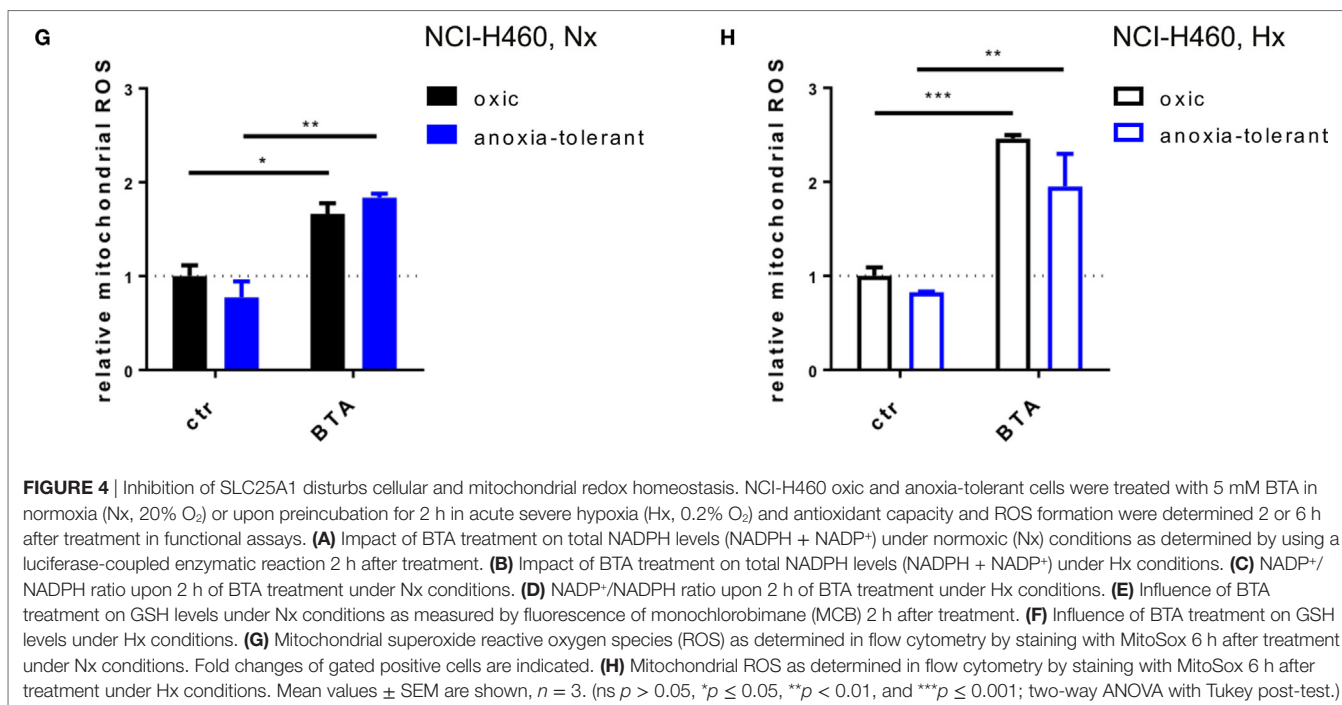 G
NCI-H460, Nx
relative mitochondrial ROS
3
2
1
0
**
*
oxic
anoxia-tolerant
ctr
BTA
H
NCI-H460, Hx
relative mitochondrial ROS
3
2
1
0
**
***
oxic
anoxia-tolerant
ctr
BTA
FIGURE 4 | Inhibition of SLC25A1 disturbs cellular and mitochondrial redox homeostasis. NCI-H460 oxic and anoxia-tolerant cells were treated with 5 mM BTA in
normoxia (Nx, 20% O₂) or upon preincubation for 2 h in acute severe hypoxia (Hx, 0.2% O₂) and antioxidant capacity and ROS formation were determined 2 or 6 h
after treatment in functional assays. (A) Impact of BTA treatment on total NADPH levels (NADPH + NADP⁺) under normoxic (Nx) conditions as determined by using a
luciferase-coupled enzymatic reaction 2 h after treatment. (B) Impact of BTA treatment on total NADPH levels (NADPH + NADP⁺) under Hx conditions. (C) NADP⁺/
NADPH ratio upon 2 h of BTA treatment under Nx conditions. (D) NADP⁺/NADPH ratio upon 2 h of BTA treatment under Hx conditions. (E) Influence of BTA
treatment on GSH levels under Nx conditions as measured by fluorescence of monochlorobimane (MCB) 2 h after treatment. (F) Influence of BTA treatment on GSH
levels under Hx conditions. (G) Mitochondrial superoxide reactive oxygen species (ROS) as determined in flow cytometry by staining with MitoSox 6 h after treatment
under Nx conditions. Fold changes of gated positive cells are indicated. (H) Mitochondrial ROS as determined in flow cytometry by staining with MitoSox 6 h after
treatment under Hx conditions. Mean values ± SEM are shown, n = 3. (ns p > 0.05, *p ≤ 0.05, **p < 0.01, and ***p ≤ 0.001; two-way ANOVA with Tukey post-test.)